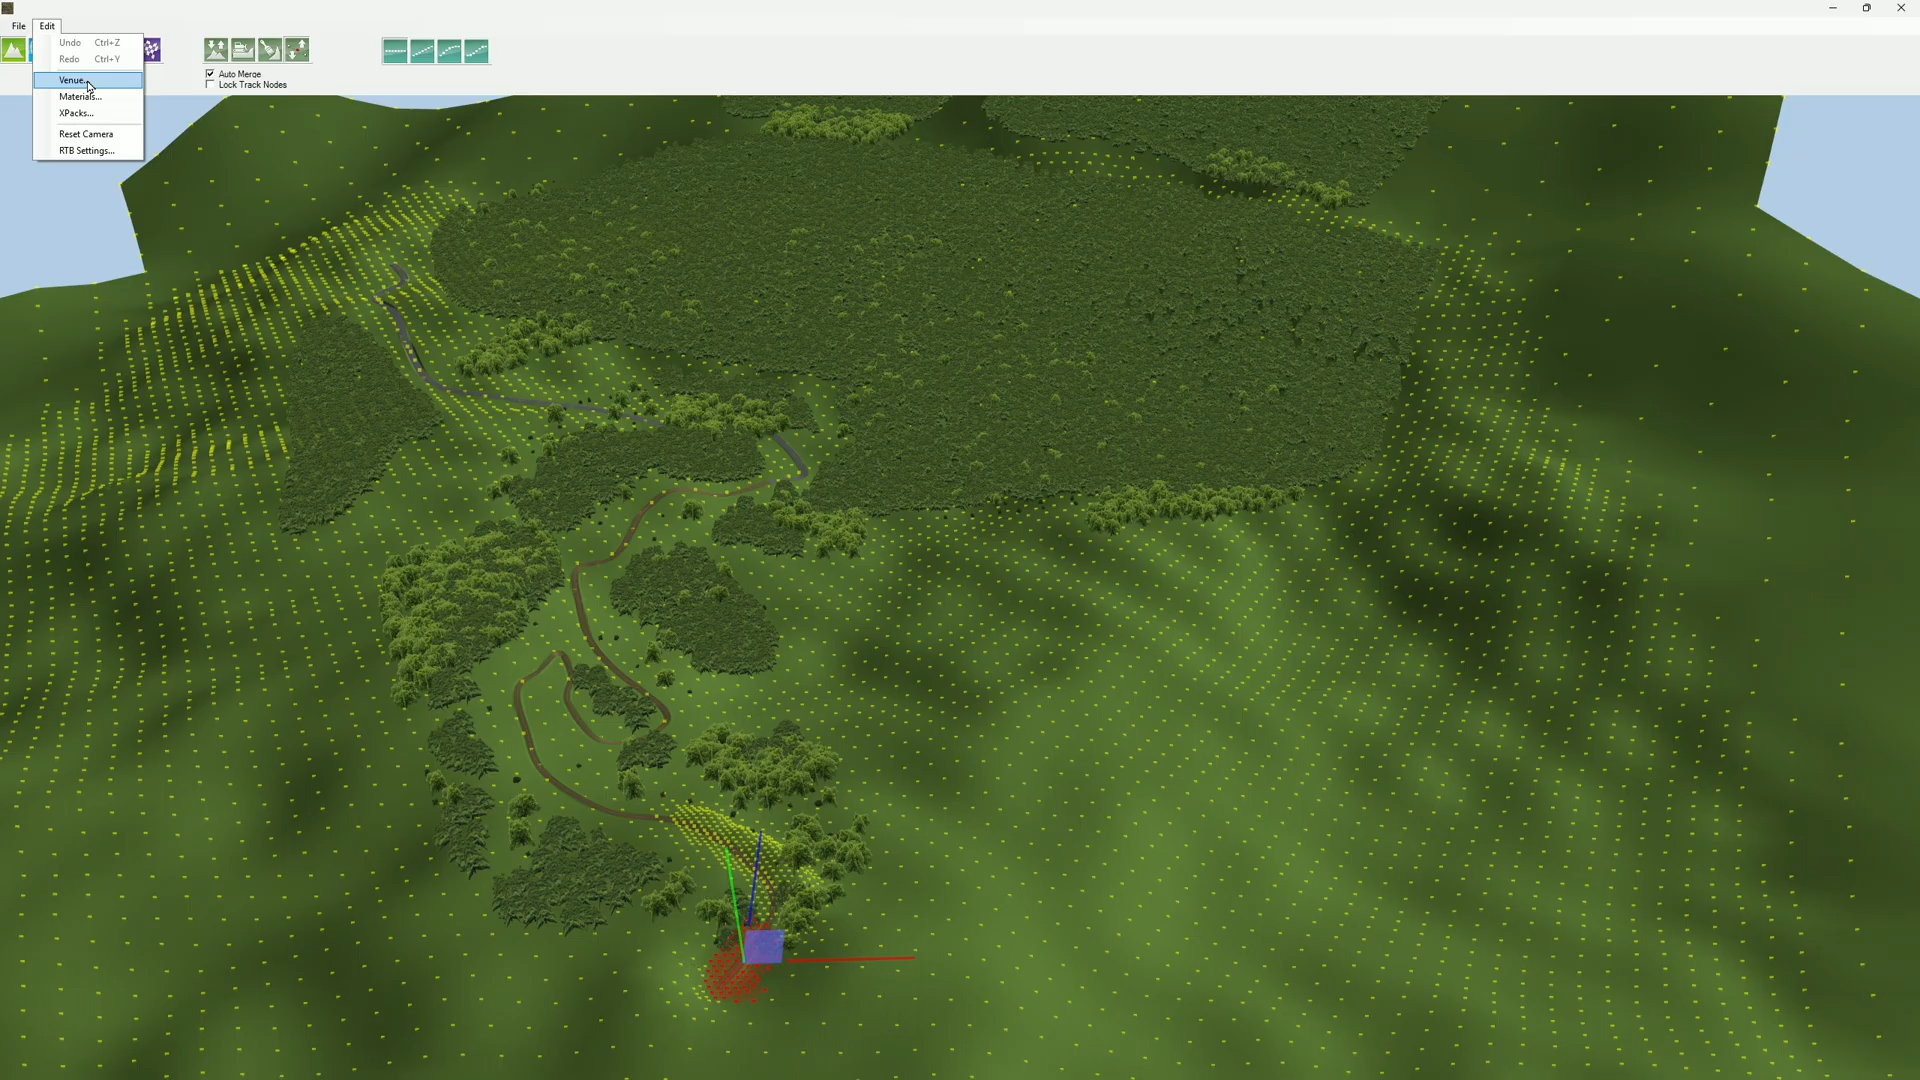 File Edit
Undo Ctrl+Z
Redo Ctrl+Y
Venue...
Materials...
XPacks...
Reset Camera
RTB Settings...
Auto Merge
Lock Track Nodes